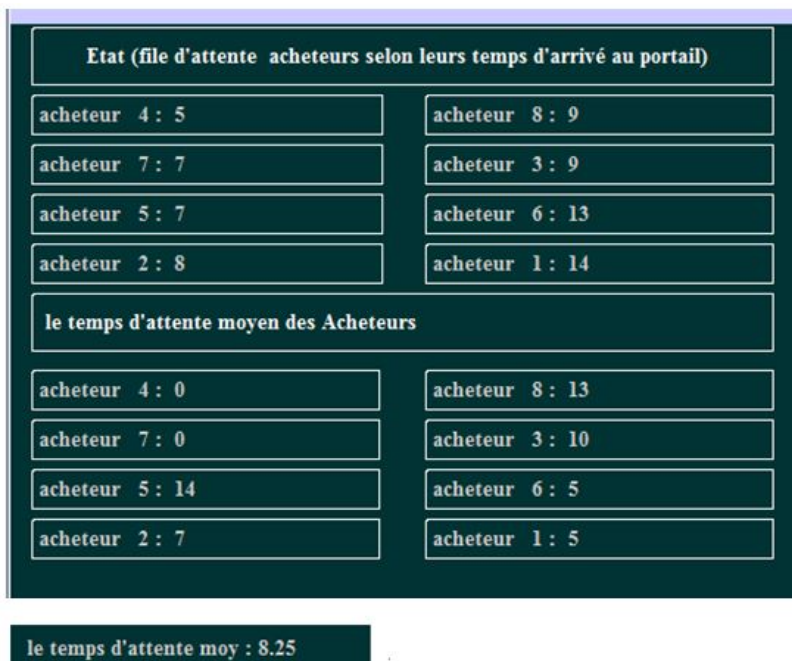 Etat (file d'attente acheteurs selon leurs temps d'arrivé au portail)
acheteur 4 : 5
acheteur 8 : 9
acheteur 7 : 7
acheteur 3 : 9
acheteur 5 : 7
acheteur 6 : 13
acheteur 2 : 8
acheteur 1 : 14
le temps d'attente moyen des Acheteurs
acheteur 4 : 0
acheteur 8 : 13
acheteur 7 : 0
acheteur 3 : 10
acheteur 5 : 14
acheteur 6 : 5
acheteur 2 : 7
acheteur 1 : 5
le temps d'attente moy : 8.25